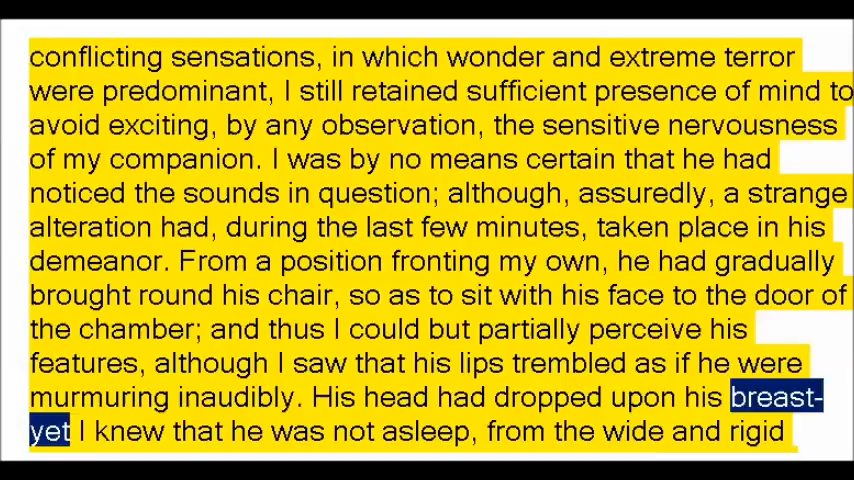 conflicting sensations, in which wonder and extreme terror
were predominant, I still retained sufficient presence of mind to
avoid exciting, by any observation, the sensitive nervousness
of my companion. I was by no means certain that he had
noticed the sounds in question; although, assuredly, a strange
alteration had, during the last few minutes, taken place in his
demeanor. From a position fronting my own, he had gradually
brought round his chair, so as to sit with his face to the door of
the chamber; and thus I could but partially perceive his
features, although I saw that his lips trembled as if he were
murmuring inaudibly. His head had dropped upon his breast-
yet I knew that he was not asleep, from the wide and rigid